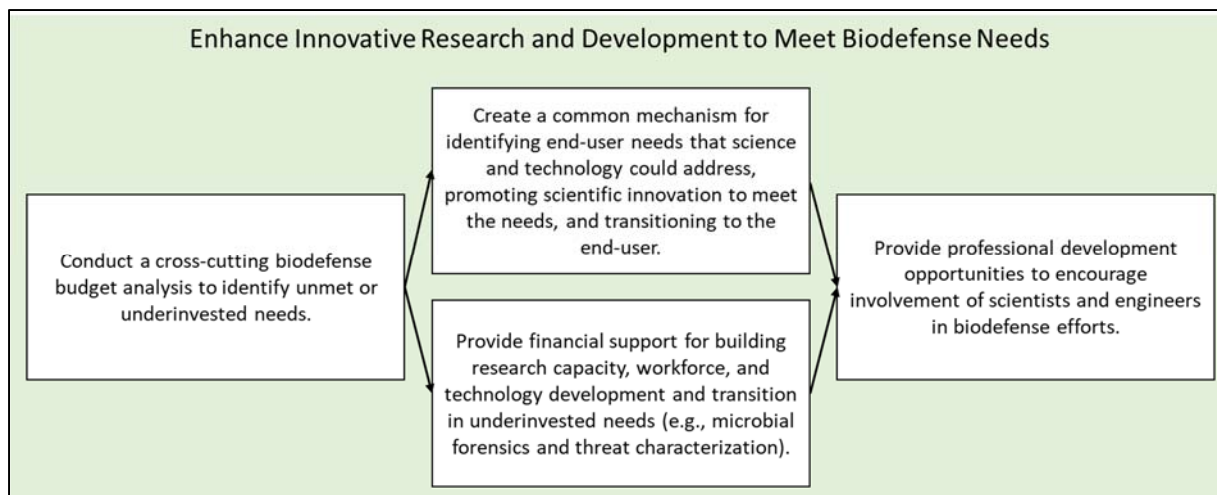 Enhance Innovative Research and Development to Meet Biodefense Needs
Conduct a cross-cutting biodefense
budget analysis to identify unmet or
underinvested needs.
Create a common mechanism for
identifying end-user needs that science
and technology could address,
promoting scientific innovation to meet
the needs, and transitioning to the
end-user.
Provide financial support for building
research capacity, workforce, and
technology development and transition
in underinvested needs (e.g., microbial
forensics and threat characterization).
Provide professional development
opportunities to encourage
involvement of scientists and engineers
in biodefense efforts.